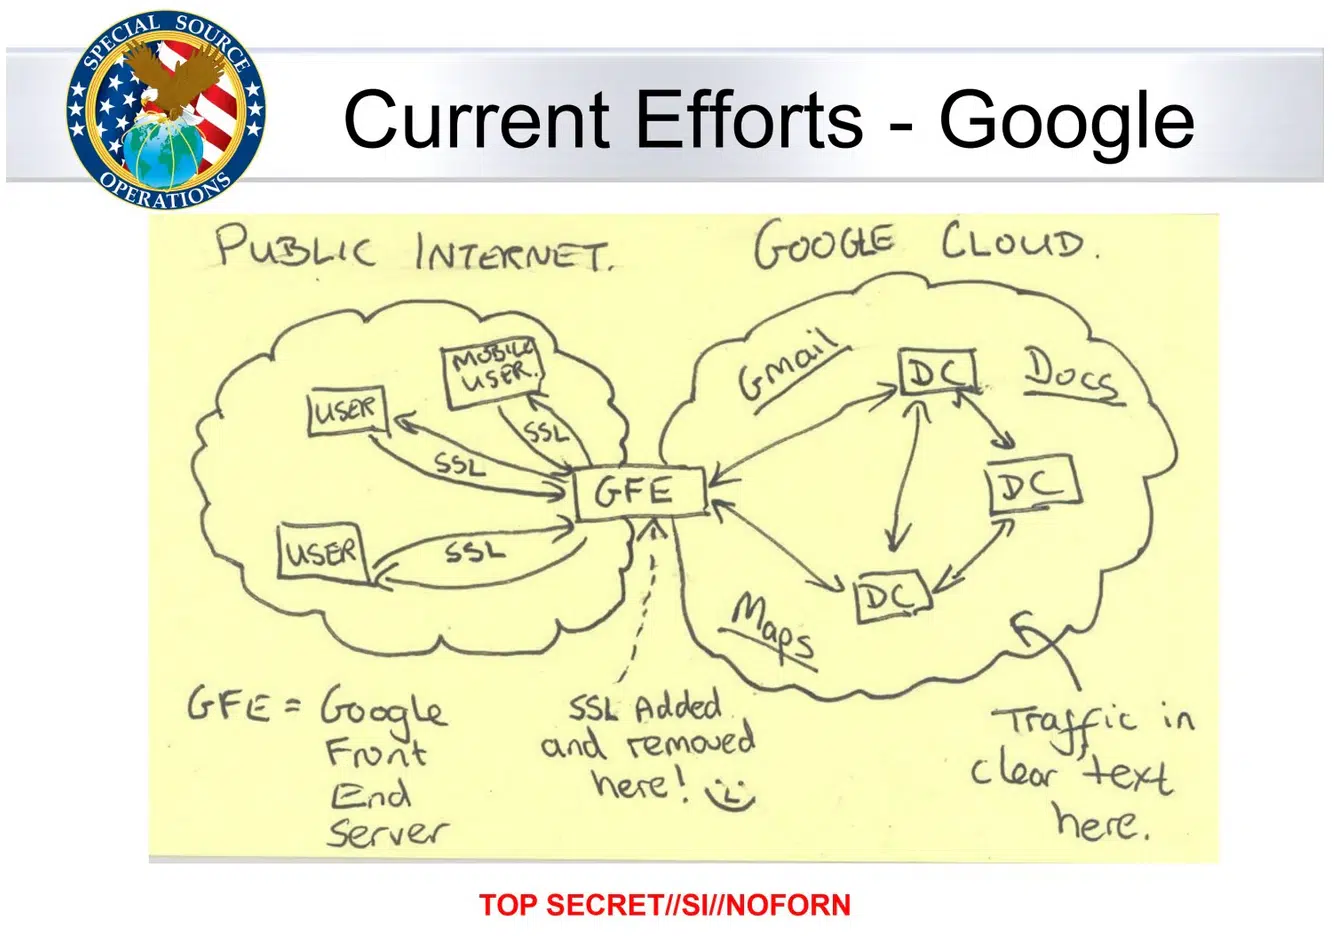 SPECIAL SOURCE
OPERATIONS
Current Efforts - Google
PUBLIC INTERNET.
GOOGLE CLOUD.
MOBILE
USER.
USER
SSL
SSL
USER
SSL
GFE
Gmail
DC
Docs
DC
DC
Maps
GFE = Google
Front
End
Server
SSL Added
and removed
here!
Traffic in
clear text
here.
TOP SECRET//SI//NOFORN